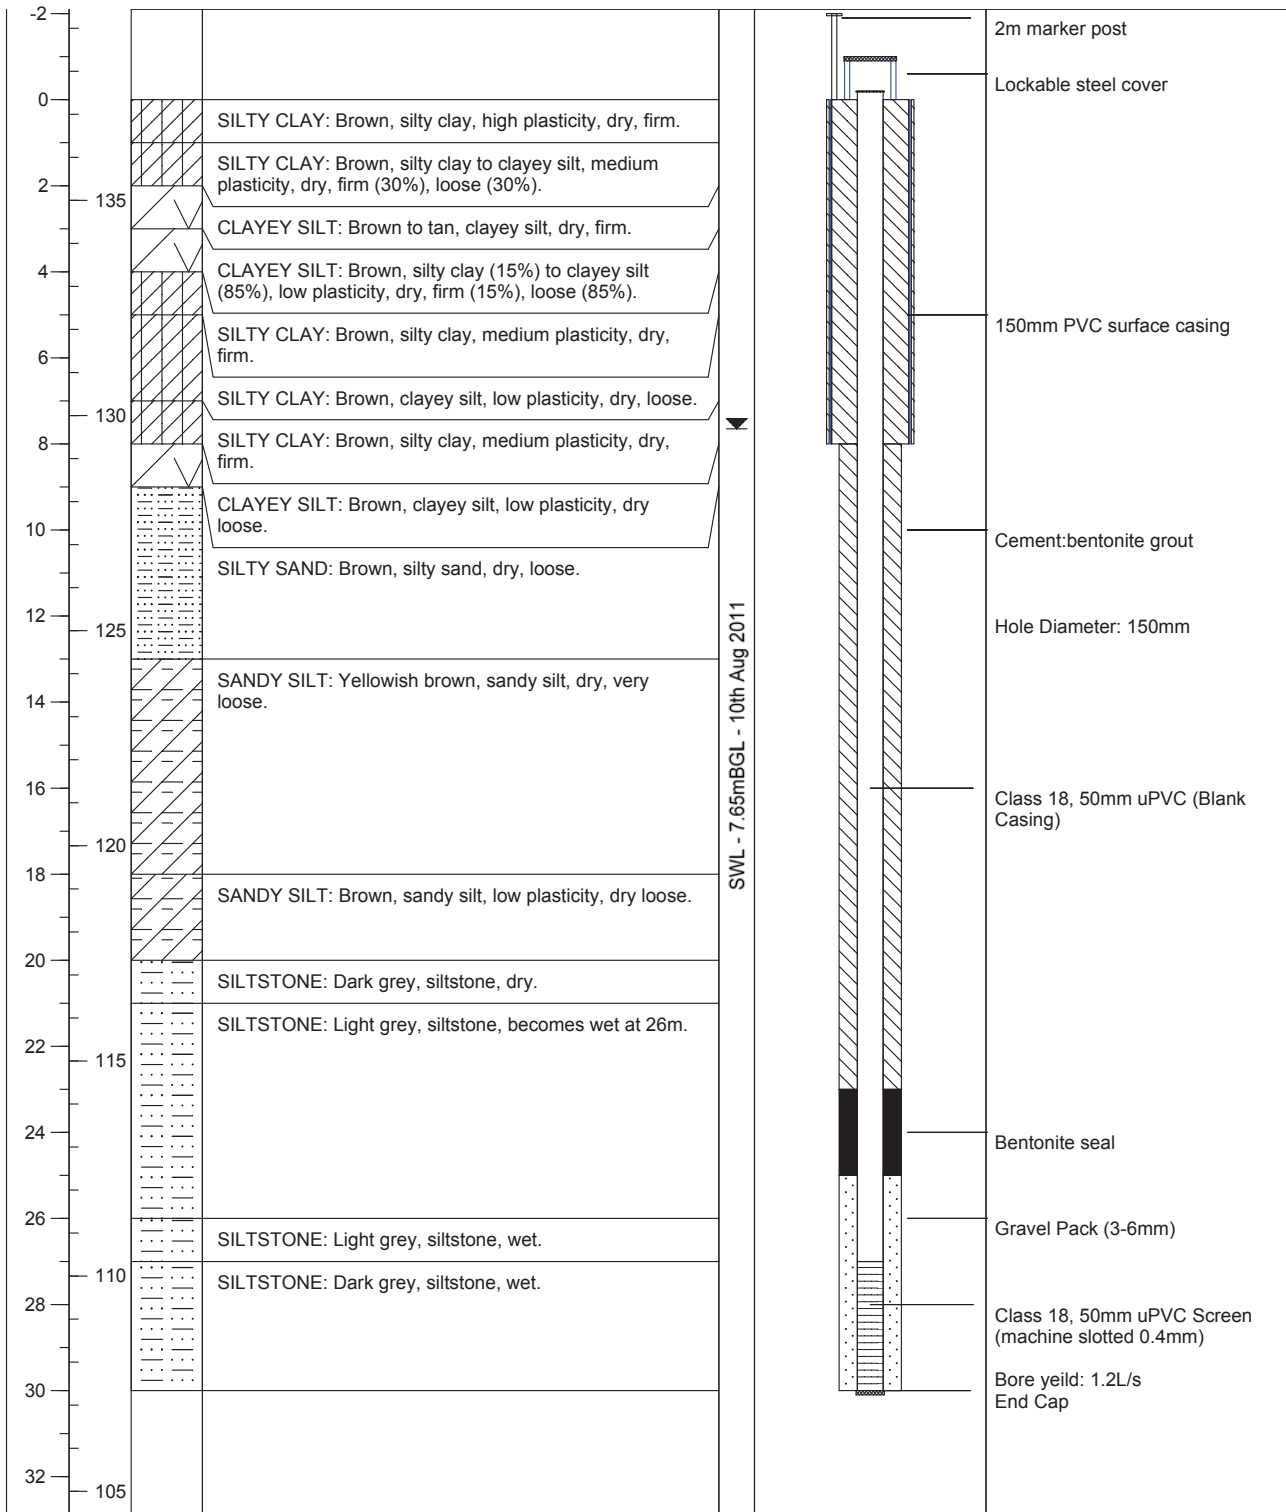 -2
0
2
4
6
8
10
12
14
16
18
20
22
24
26
28
30
32
135
130
125
120
115
110
105
SILTY CLAY: Brown, silty clay, high plasticity, dry, firm.
SILTY CLAY: Brown, silty clay to clayey silt, medium
plasticity, dry, firm (30%), loose (30%).
CLAYEY SILT: Brown to tan, clayey silt, dry, firm.
CLAYEY SILT: Brown, silty clay (15%) to clayey silt
(85%), low plasticity, dry, firm (15%), loose (85%).
SILTY CLAY: Brown, silty clay, medium plasticity, dry,
firm.
SILTY CLAY: Brown, clayey silt, low plasticity, dry, loose.
SILTY CLAY: Brown, silty clay, medium plasticity, dry,
firm.
CLAYEY SILT: Brown, clayey silt, low plasticity, dry
loose.
SILTY SAND: Brown, silty sand, dry, loose.
SANDY SILT: Yellowish brown, sandy silt, dry, very
loose.
SANDY SILT: Brown, sandy silt, low plasticity, dry loose.
SILTSTONE: Dark grey, siltstone, dry.
SILTSTONE: Light grey, siltstone, becomes wet at 26m.
SILTSTONE: Light grey, siltstone, wet.
SILTSTONE: Dark grey, siltstone, wet.
SWL - 7.65mBGL - 10th Aug 2011
2m marker post
Lockable steel cover
150mm PVC surface casing
Cement:bentonite grout
Hole Diameter: 150mm
Class 18, 50mm uPVC (Blank
Casing)
Bentonite seal
Gravel Pack (3-6mm)
Class 18, 50mm uPVC Screen
(machine slotted 0.4mm)
Bore yeild: 1.2L/s
End Cap